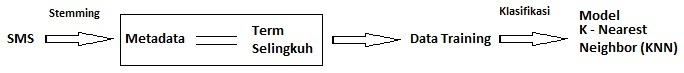 SMS
Stemming
Metadata
Term
Selingkuh
Data Training
Klasifikasi
Model
K - Nearest
Neighbor (KNN)